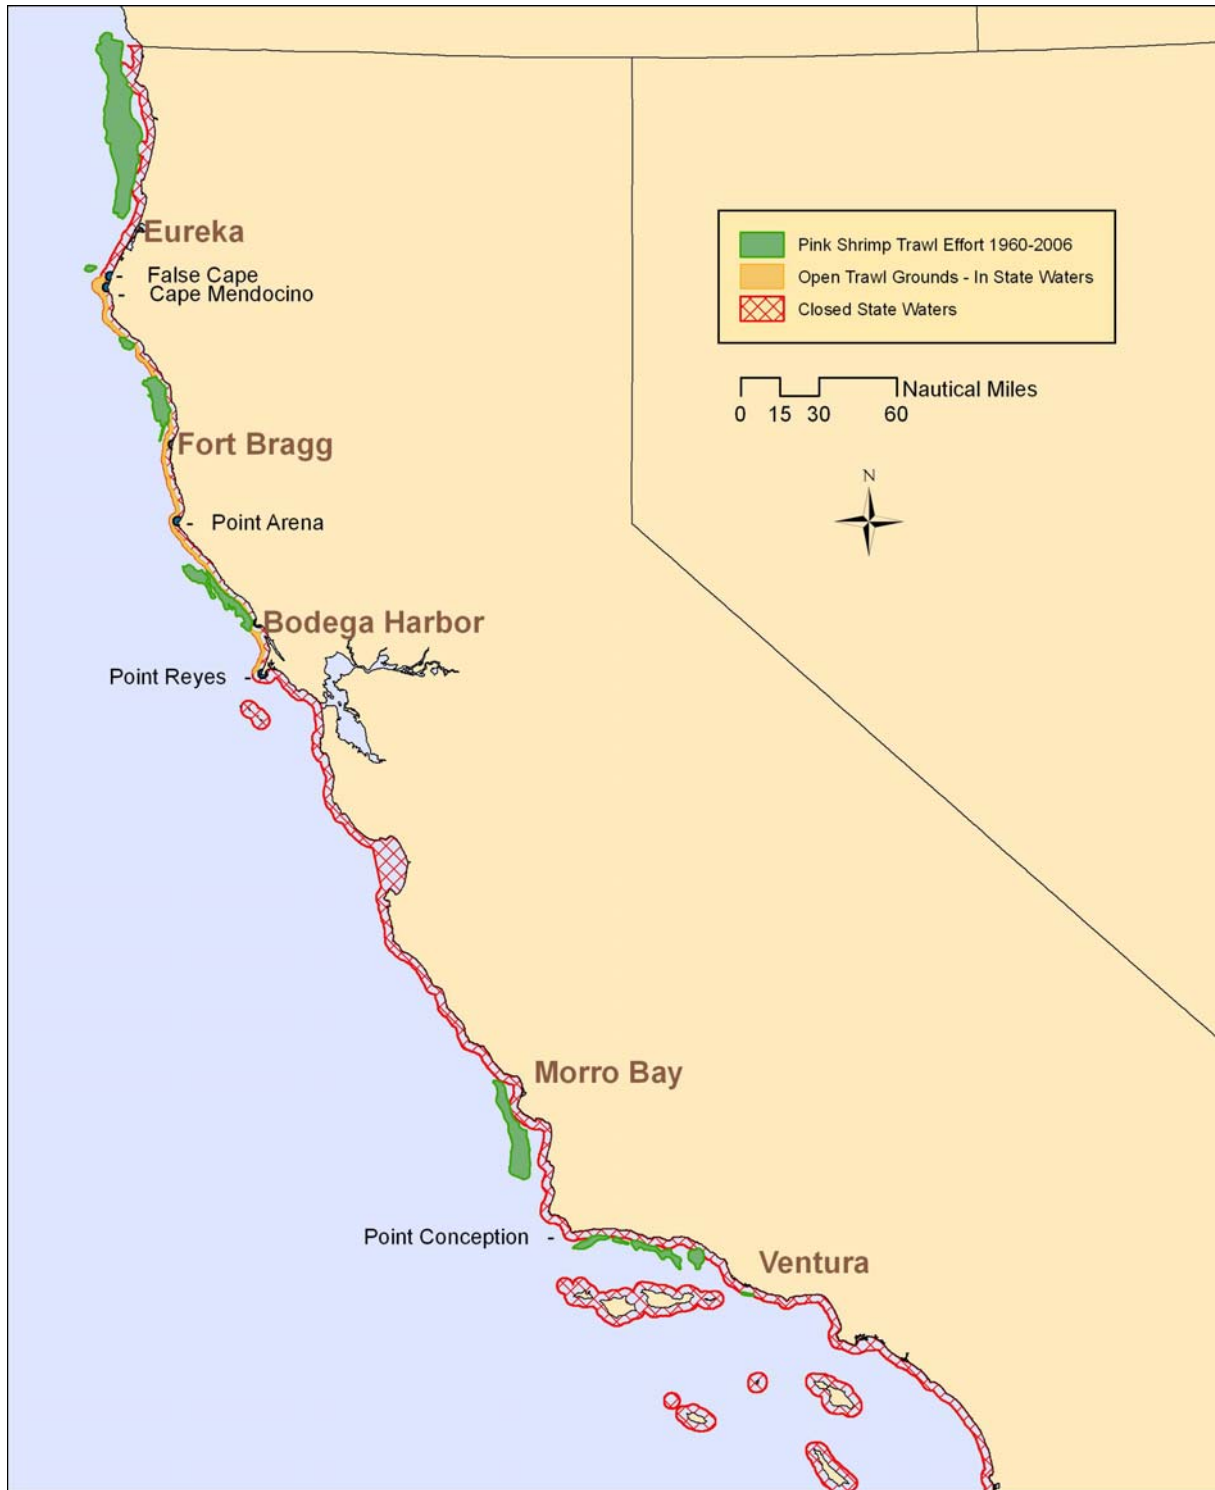 Eureka
False Cape
Cape Mendocino
Pink Shrimp Trawl Effort 1960-2006
Open Trawl Grounds - In State Waters
Closed State Waters
Nautical Miles
0 15 30 60
Fort Bragg
N
Point Arena
Bodega Harbor
Point Reyes
Morro Bay
Point Conception
Ventura